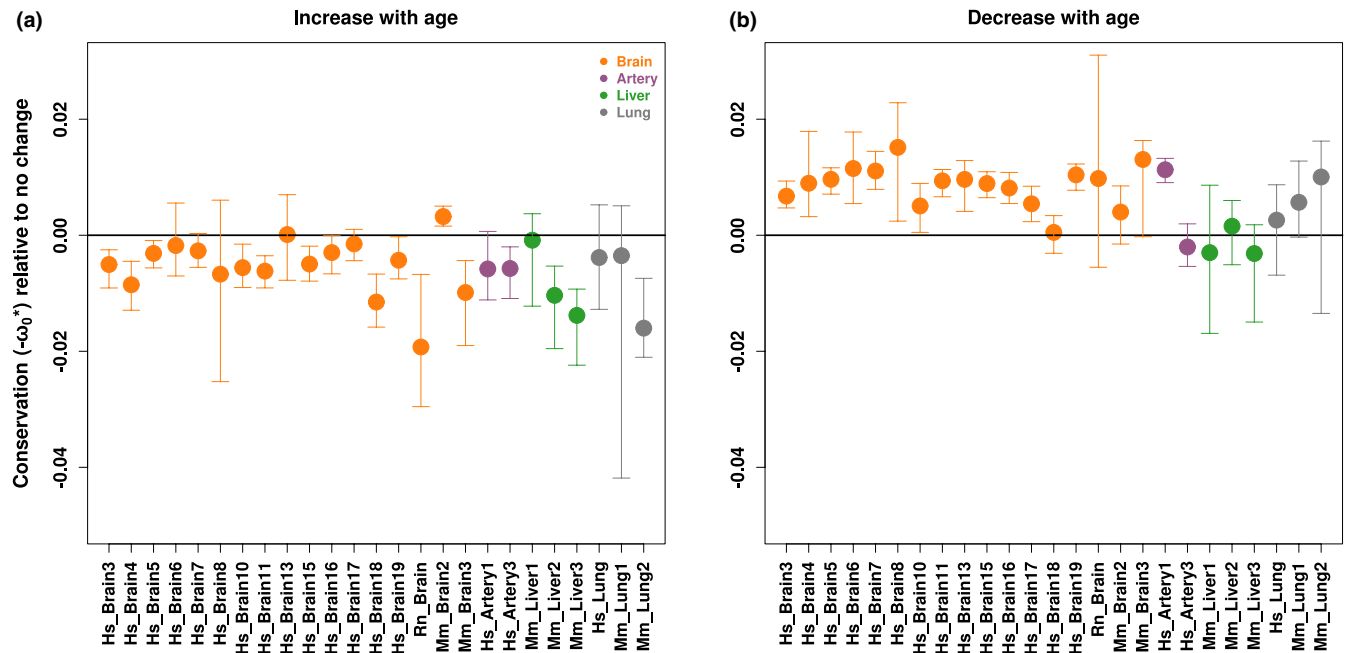 (a)
Increase with age
Conservation (-ω₀*) relative to no change
0.02
0.00
-0.02
-0.04
Brain
Artery
Liver
Lung
Hs_Brain3
Hs_Brain4
Hs_Brain5
Hs_Brain6
Hs_Brain7
Hs_Brain8
Hs_Brain10
Hs_Brain11
Hs_Brain13
Hs_Brain15
Hs_Brain16
Hs_Brain17
Hs_Brain18
Hs_Brain19
Rn_Brain
Mm_Brain2
Mm_Brain3
Hs_Artery1
Hs_Artery3
Mm_Liver1
Mm_Liver2
Mm_Liver3
Hs_Lung
Mm_Lung1
Mm_Lung2
(b)
Decrease with age
0.02
0.00
-0.02
-0.04
Hs_Brain3
Hs_Brain4
Hs_Brain5
Hs_Brain6
Hs_Brain7
Hs_Brain8
Hs_Brain10
Hs_Brain11
Hs_Brain13
Hs_Brain15
Hs_Brain16
Hs_Brain17
Hs_Brain18
Hs_Brain19
Rn_Brain
Mm_Brain2
Mm_Brain3
Hs_Artery1
Hs_Artery3
Mm_Liver1
Mm_Liver2
Mm_Liver3
Hs_Lung
Mm_Lung1
Mm_Lung2